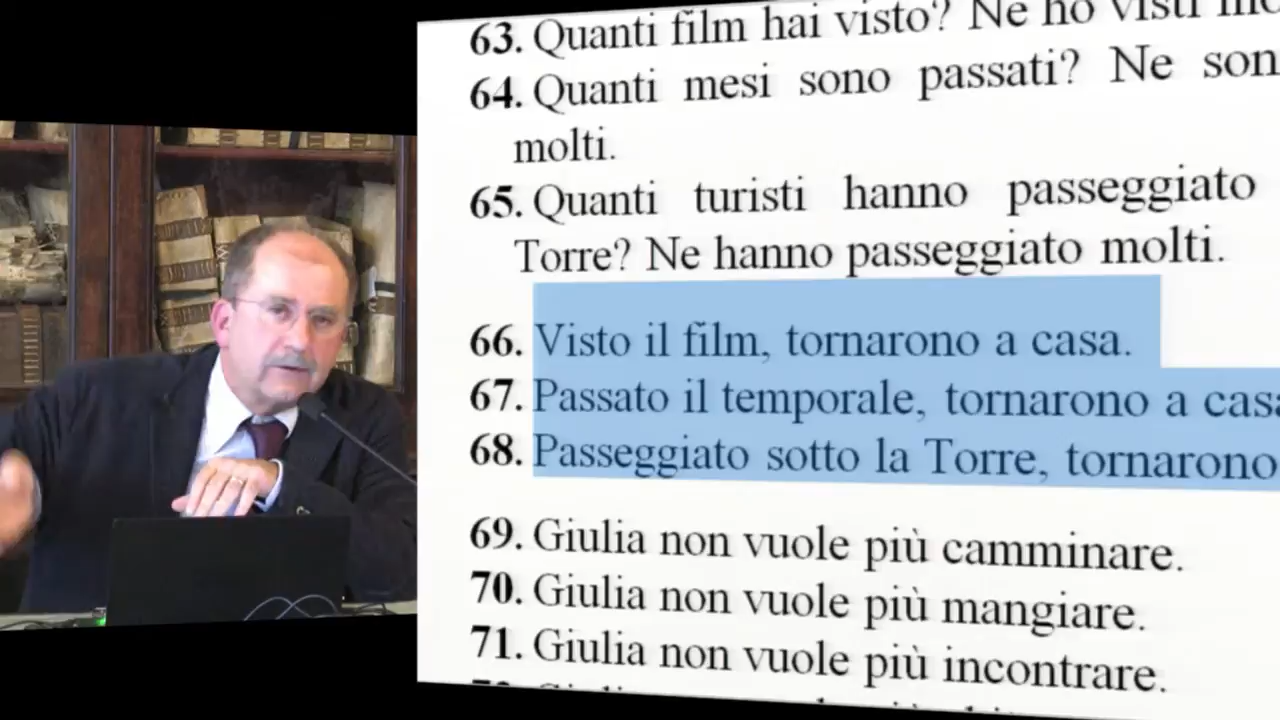 63. Quanti film hai visto? Ne ho visti
64. Quanti mesi sono passati? Ne
molti.
65. Quanti turisti hanno passeggiato
Torre? Ne hanno passeggiato molti.
66. Visto il film, tornarono a casa.
67. Passato il temporale, tornarono a
68. Passeggiato sotto la Torre, tornarono
69. Giulia non vuole più camminare.
70. Giulia non vuole più mangiare.
71. Giulia non vuole più incontrare.